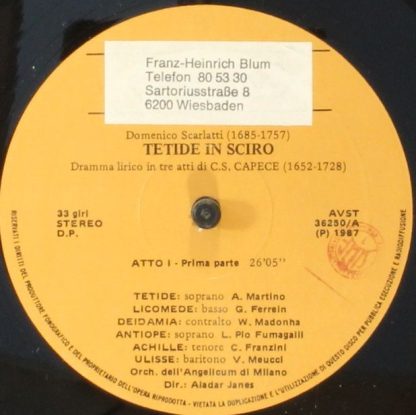 Franz-Heinrich Blum
Telefon 80 53 30
Sartoriusstraße 8
6200 Wiesbaden
Domenico Scarlatti (1685-1757)
TETIDE iN SCIRO
Dramma lirico in tre atti di C.S. CAPECE (1652-1728)
33 giri
STEREO
D.P.
AVST
36250/A
(P) 1987
ATTO I - Prima parte 26'05"
TETIDE: soprano A. Martino
LICOMEDE: basso G. Ferrein
DEIDAMIA: contralto W. Madonha
ANTIOPE: soprano L. Pio Fumagalli
ACHILLE: tenore C. Franzini
ULISSE: baritono V. Meucci
Orch. dell'Angelicum di Milano
Dir.: Aladar Janes
RISERVATI I DIRITTI DEL PRODUTTORE FONOGRAFICO E DEL PROPRIETARIO DELL'OPERA RIPRODOTTA - VIETATA LA DUPLICAZIONE E L'UTILIZZAZIONE DI QUESTO DISCO PER PUBBLICA ESECUZIONE E RADIODIFFUSIONE